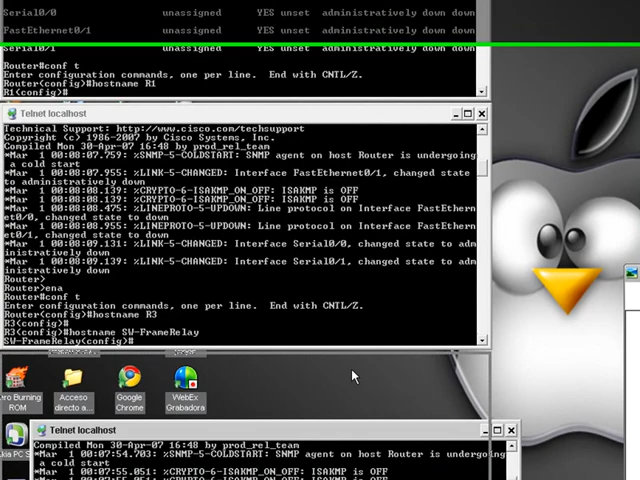 Serial0/0 unassigned YES unset administratively down down
FastEthernet0/1 unassigned YES unset administratively down down
Serial0/1 unassigned YES unset administratively down down
Router#conf t
Enter configuration commands, one per line. End with CNTL/Z.
Router(config)#hostname R1
R1(config)#
Telnet localhost
Technical Support: http://www.cisco.com/techsupport
Copyright (c) 1986-2007 by Cisco Systems, Inc.
Compiled Mon 30-Apr-07 16:48 by prod_rel_team
*Mar 1 00:08:07.759: %SNMP-5-COLDSTART: SNMP agent on host Router is undergoing
a cold start
*Mar 1 00:08:07.955: %LINK-5-CHANGED: Interface FastEthernet0/1, changed state
to administratively down
*Mar 1 00:08:08.139: %CRYPTO-6-ISAKMP_ON_OFF: ISAKMP is OFF
*Mar 1 00:08:08.139: %CRYPTO-6-ISAKMP_ON_OFF: ISAKMP is OFF
*Mar 1 00:08:08.475: %LINEPROTO-5-UPDOWN: Line protocol on Interface FastEthern
et0/0, changed state to down
*Mar 1 00:08:08.955: %LINEPROTO-5-UPDOWN: Line protocol on Interface FastEthern
et0/1, changed state to down
*Mar 1 00:08:09.131: %LINK-5-CHANGED: Interface Serial0/0, changed state to adm
inistratively down
*Mar 1 00:08:09.139: %LINK-5-CHANGED: Interface Serial0/1, changed state to adm
inistratively down
Router>
Router>ena
Router#conf t
Enter configuration commands, one per line. End with CNTL/Z.
Router(config)#hostname R3
R3(config)#
R3(config)#hostname SW-FrameRelay
SW-FrameRelay(config)#
ero Burning ROM
Acceso directo a...
Google Chrome
WebEx Grabadora
kia PC S
Telnet localhost
Compiled Mon 30-Apr-07 16:48 by prod_rel_team
*Mar 1 00:07:54.703: %SNMP-5-COLDSTART: SNMP agent on host Router is undergoing
a cold start
*Mar 1 00:07:55.051: %CRYPTO-6-ISAKMP_ON_OFF: ISAKMP is OFF